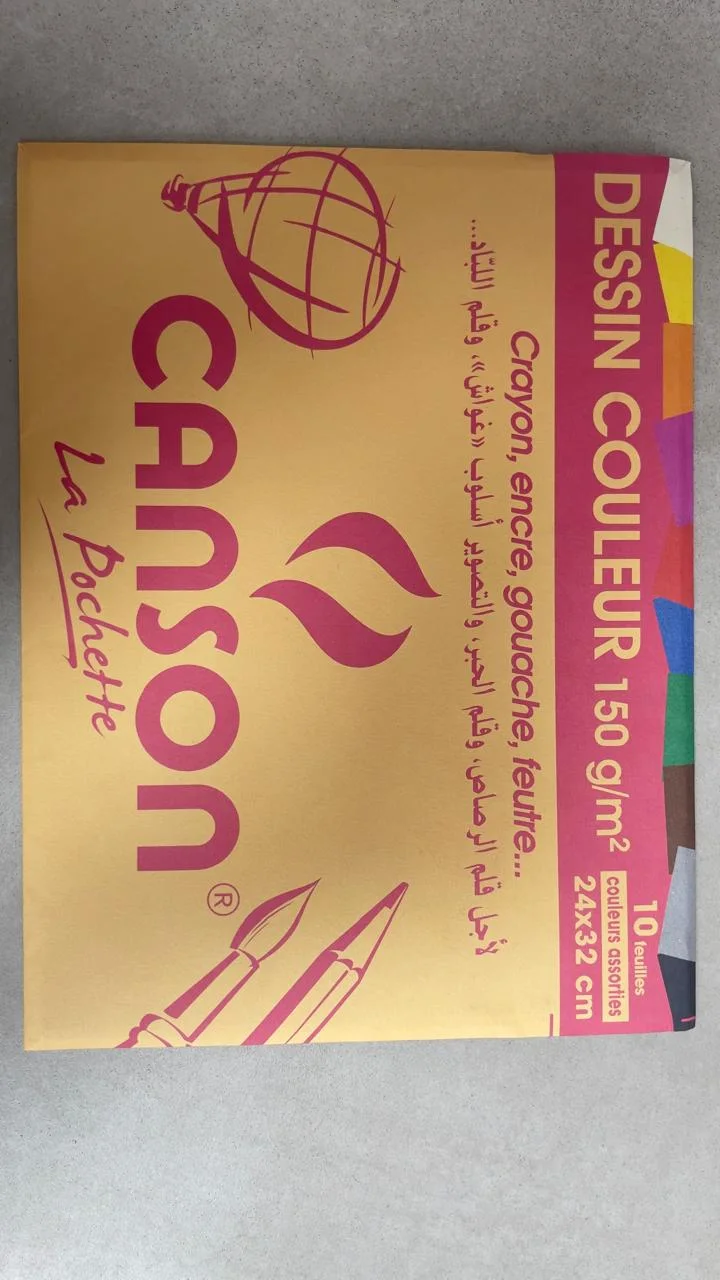 DESSIN COULEUR 150 g/m²
10 feuilles
couleurs assorties
24x32 cm
Crayon, encre, gouache, feutre...
لأجل قلم الرصاص، وقلم الحبر، والتصوير أسلوب «غواش»، وقلم اللبّاد...
CANSON®
La Pochette